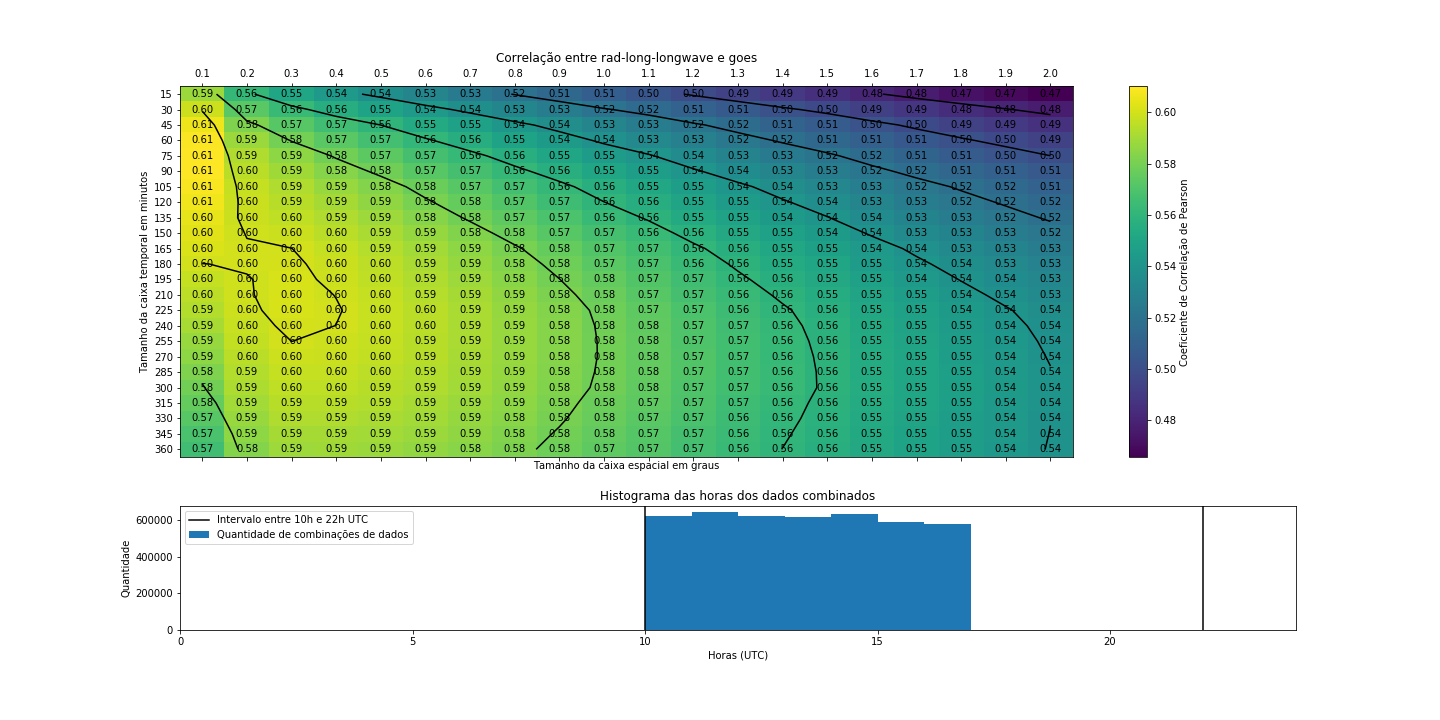 Correlação entre rad-long-longwave e goes
0.1 0.2 0.3 0.4 0.5 0.6 0.7 0.8 0.9 1.0 1.1 1.2 1.3 1.4 1.5 1.6 1.7 1.8 1.9 2.0
15 0.59 0.56 0.55 0.54 0.54 0.53 0.53 0.52 0.51 0.51 0.50 0.50 0.49 0.49 0.49 0.48 0.48 0.47 0.47 0.47
30 0.60 0.57 0.56 0.56 0.55 0.54 0.54 0.53 0.53 0.52 0.52 0.51 0.51 0.50 0.50 0.49 0.49 0.48 0.48 0.48
45 0.61 0.58 0.57 0.57 0.56 0.55 0.55 0.54 0.54 0.53 0.53 0.52 0.52 0.51 0.51 0.50 0.50 0.49 0.49 0.49
60 0.61 0.59 0.58 0.57 0.57 0.56 0.56 0.55 0.55 0.54 0.54 0.53 0.52 0.52 0.51 0.51 0.51 0.50 0.50 0.49
75 0.61 0.59 0.59 0.58 0.57 0.57 0.56 0.56 0.55 0.55 0.54 0.54 0.53 0.53 0.52 0.52 0.51 0.51 0.50 0.50
90 0.61 0.60 0.59 0.58 0.58 0.57 0.57 0.56 0.56 0.55 0.55 0.54 0.54 0.53 0.53 0.52 0.52 0.51 0.51 0.51
105 0.61 0.60 0.59 0.59 0.58 0.58 0.57 0.57 0.56 0.56 0.55 0.55 0.54 0.54 0.53 0.53 0.52 0.52 0.52 0.51
120 0.61 0.60 0.59 0.59 0.59 0.58 0.58 0.57 0.57 0.56 0.56 0.55 0.55 0.54 0.54 0.53 0.53 0.52 0.52 0.52
135 0.60 0.60 0.60 0.59 0.59 0.58 0.58 0.57 0.57 0.56 0.56 0.55 0.55 0.54 0.54 0.54 0.53 0.53 0.52 0.52
150 0.60 0.60 0.60 0.60 0.59 0.59 0.58 0.58 0.57 0.57 0.56 0.56 0.55 0.55 0.54 0.54 0.53 0.53 0.53 0.52
165 0.60 0.60 0.60 0.60 0.59 0.59 0.58 0.58 0.58 0.57 0.57 0.56 0.56 0.55 0.55 0.54 0.54 0.53 0.53 0.53
180 0.60 0.60 0.60 0.60 0.60 0.59 0.59 0.58 0.58 0.57 0.57 0.56 0.56 0.55 0.55 0.54 0.54 0.54 0.53 0.53
195 0.60 0.60 0.60 0.60 0.60 0.59 0.59 0.58 0.58 0.58 0.57 0.57 0.56 0.56 0.55 0.55 0.54 0.54 0.54 0.53
210 0.60 0.60 0.60 0.60 0.60 0.59 0.59 0.59 0.58 0.58 0.57 0.57 0.56 0.56 0.55 0.55 0.55 0.54 0.54 0.53
225 0.59 0.60 0.60 0.60 0.60 0.59 0.59 0.59 0.58 0.58 0.57 0.57 0.56 0.56 0.55 0.55 0.55 0.54 0.54 0.54
240 0.59 0.60 0.60 0.60 0.60 0.59 0.59 0.59 0.58 0.58 0.57 0.57 0.57 0.56 0.56 0.55 0.55 0.54 0.54 0.54
255 0.59 0.60 0.60 0.60 0.60 0.59 0.59 0.59 0.58 0.58 0.58 0.57 0.57 0.56 0.56 0.55 0.55 0.55 0.54 0.54
270 0.59 0.60 0.60 0.60 0.60 0.59 0.59 0.59 0.58 0.58 0.58 0.57 0.57 0.56 0.56 0.55 0.55 0.55 0.54 0.54
285 0.58 0.59 0.60 0.60 0.60 0.59 0.59 0.59 0.58 0.58 0.58 0.57 0.57 0.56 0.56 0.55 0.55 0.55 0.54 0.54
300 0.58 0.59 0.60 0.60 0.60 0.59 0.59 0.59 0.58 0.58 0.57 0.57 0.57 0.56 0.56 0.55 0.55 0.55 0.54 0.54
315 0.58 0.59 0.59 0.59 0.59 0.59 0.59 0.58 0.58 0.58 0.57 0.57 0.56 0.56 0.56 0.55 0.55 0.55 0.54 0.54
330 0.57 0.59 0.59 0.59 0.59 0.59 0.59 0.58 0.58 0.58 0.57 0.57 0.56 0.56 0.56 0.55 0.55 0.55 0.54 0.54
345 0.57 0.59 0.59 0.59 0.59 0.59 0.59 0.58 0.58 0.58 0.57 0.57 0.56 0.56 0.56 0.55 0.55 0.55 0.54 0.54
360 0.57 0.58 0.59 0.59 0.59 0.59 0.58 0.58 0.58 0.57 0.57 0.57 0.56 0.56 0.56 0.55 0.55 0.55 0.54 0.54
Tamanho da caixa temporal em minutos
Tamanho da caixa espacial em graus
0.60
0.58
0.56
0.54
0.52
0.50
0.48
Coeficiente de Correlação de Pearson
Histograma das horas dos dados combinados
Intervalo entre 10h e 22h UTC
Quantidade de combinações de dados
600000
400000
200000
0
Quantidade
0 5 10 15 20
Horas (UTC)